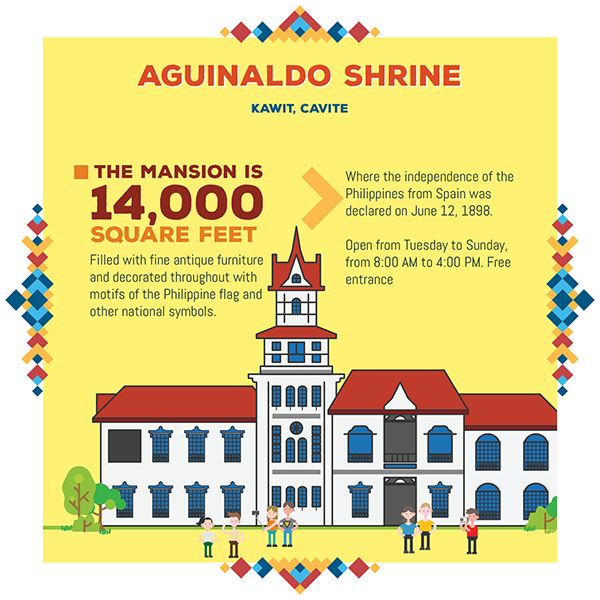 AGUINALDO SHRINE
KAWIT, CAVITE
THE MANSION IS
14,000
SQUARE FEET
Filled with fine antique furniture
and decorated throughout with
motifs of the Philippine flag and
other national symbols.
Where the independence of the
Philippines from Spain was
declared on June 12, 1898.
Open from Tuesday to Sunday,
from 8:00 AM to 4:00 PM. Free
entrance